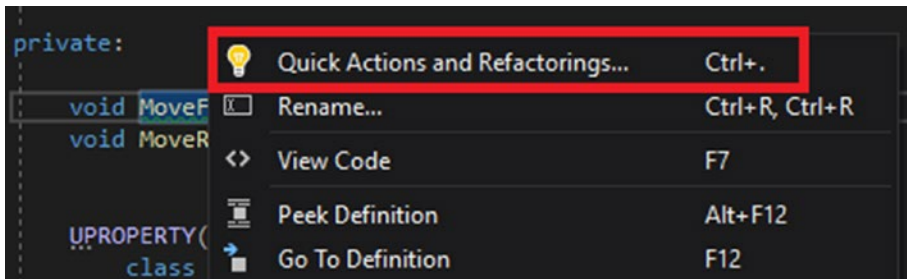 private:
Quick Actions and Refactorings... Ctrl+.
void MoveF Rename... Ctrl+R, Ctrl+R
void MoveR
View Code F7
Peek Definition Alt+F12
UPROPERTY(
class Go To Definition F12